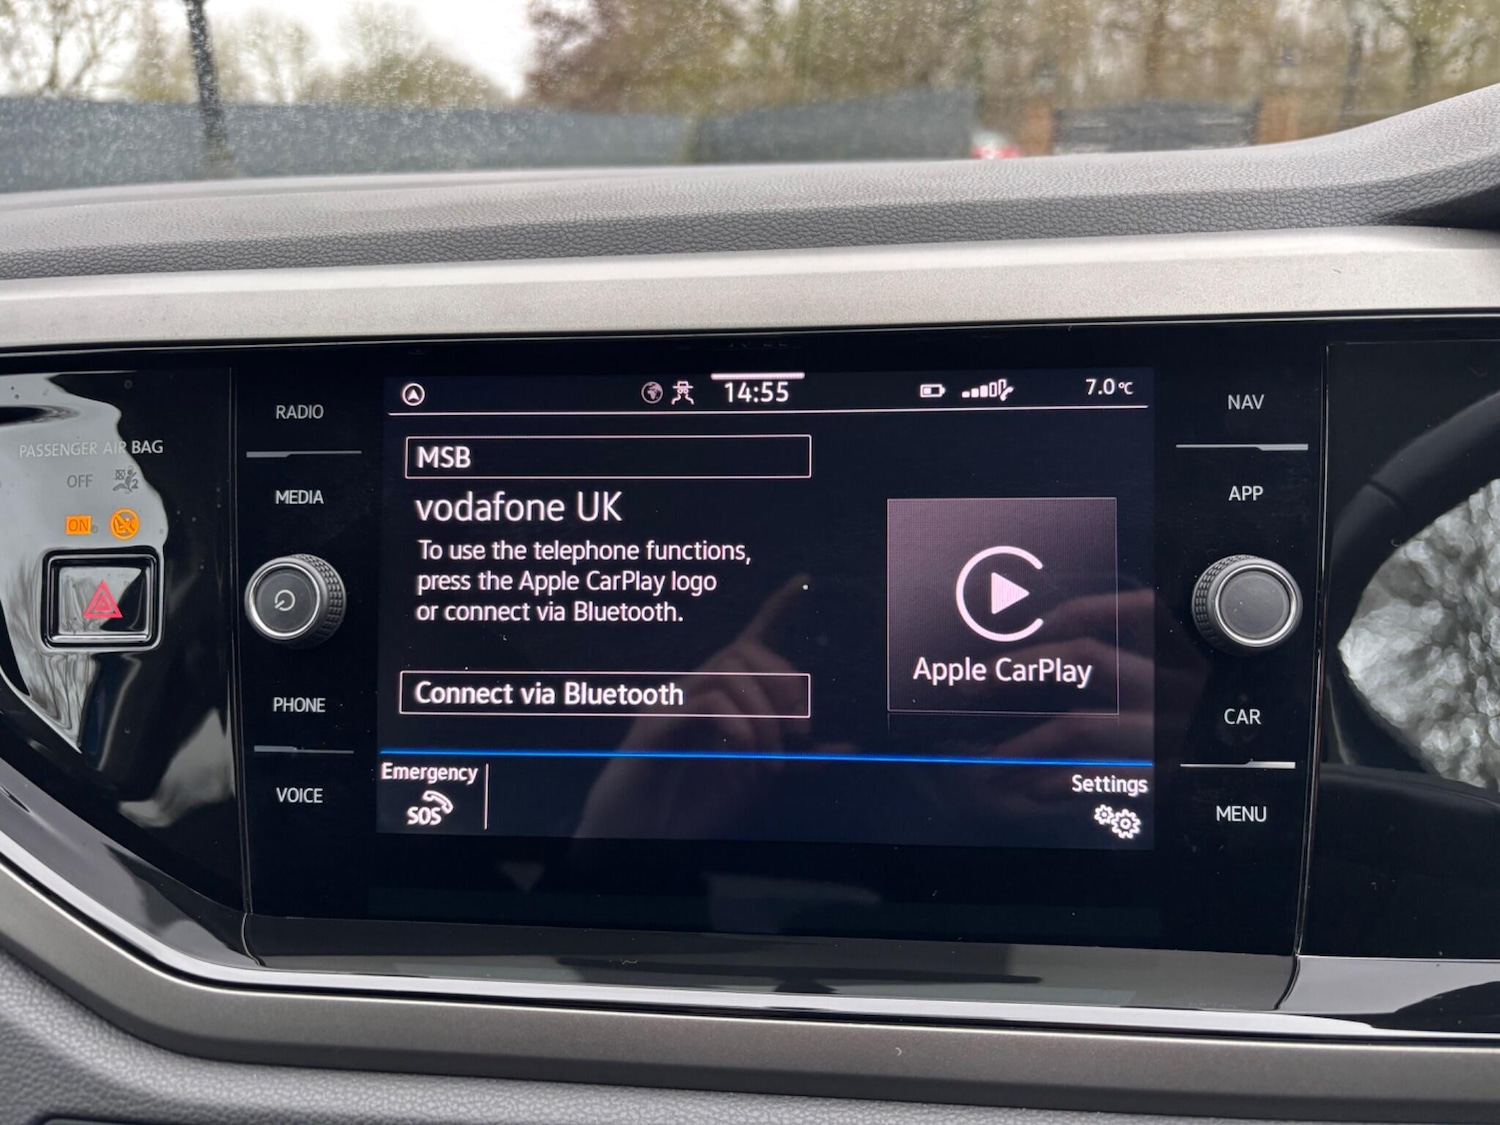 14:55
7.0°C
MSB
vodafone UK
To use the telephone functions,
press the Apple CarPlay logo
or connect via Bluetooth.
Connect via Bluetooth
Apple CarPlay
Emergency
SOS
Settings
RADIO
MEDIA
PHONE
VOICE
NAV
APP
CAR
MENU
PASSENGER AIR BAG
OFF
ON